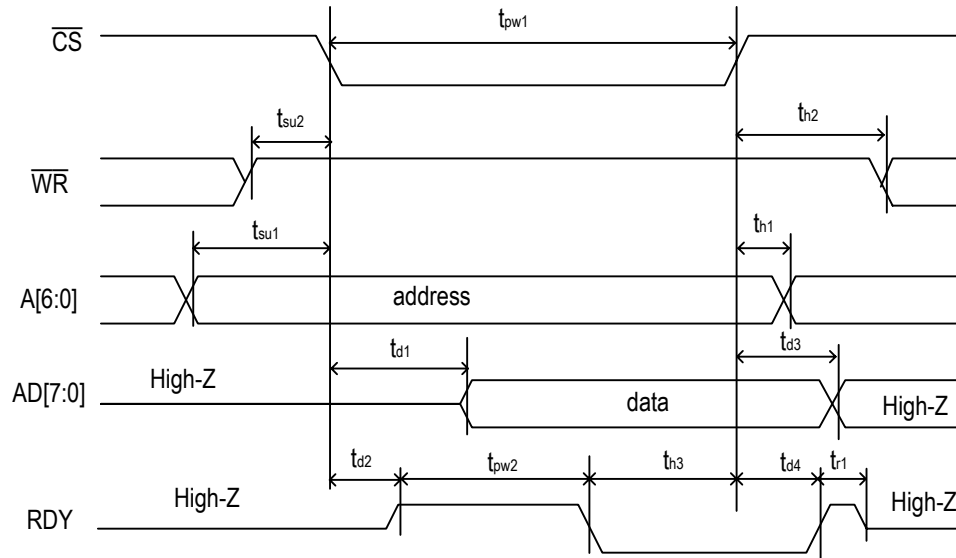 CS
tpw1
tsu2
th2
WR
tsu1
th1
A[6:0]
address
td1
td3
AD[7:0]
High-Z
data
High-Z
td2
tpw2
th3
td4
tr1
RDY
High-Z
High-Z